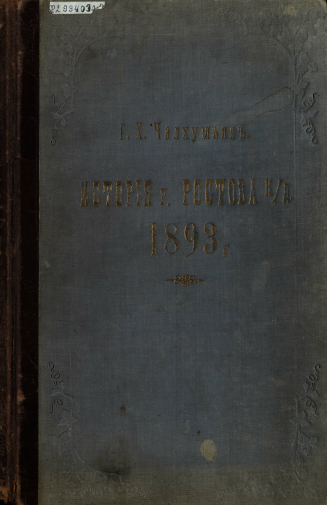 Г. Х. Чалхушьянъ.
ИСТОРІЯ г. РОСТОВА Н/Д
1893 г.